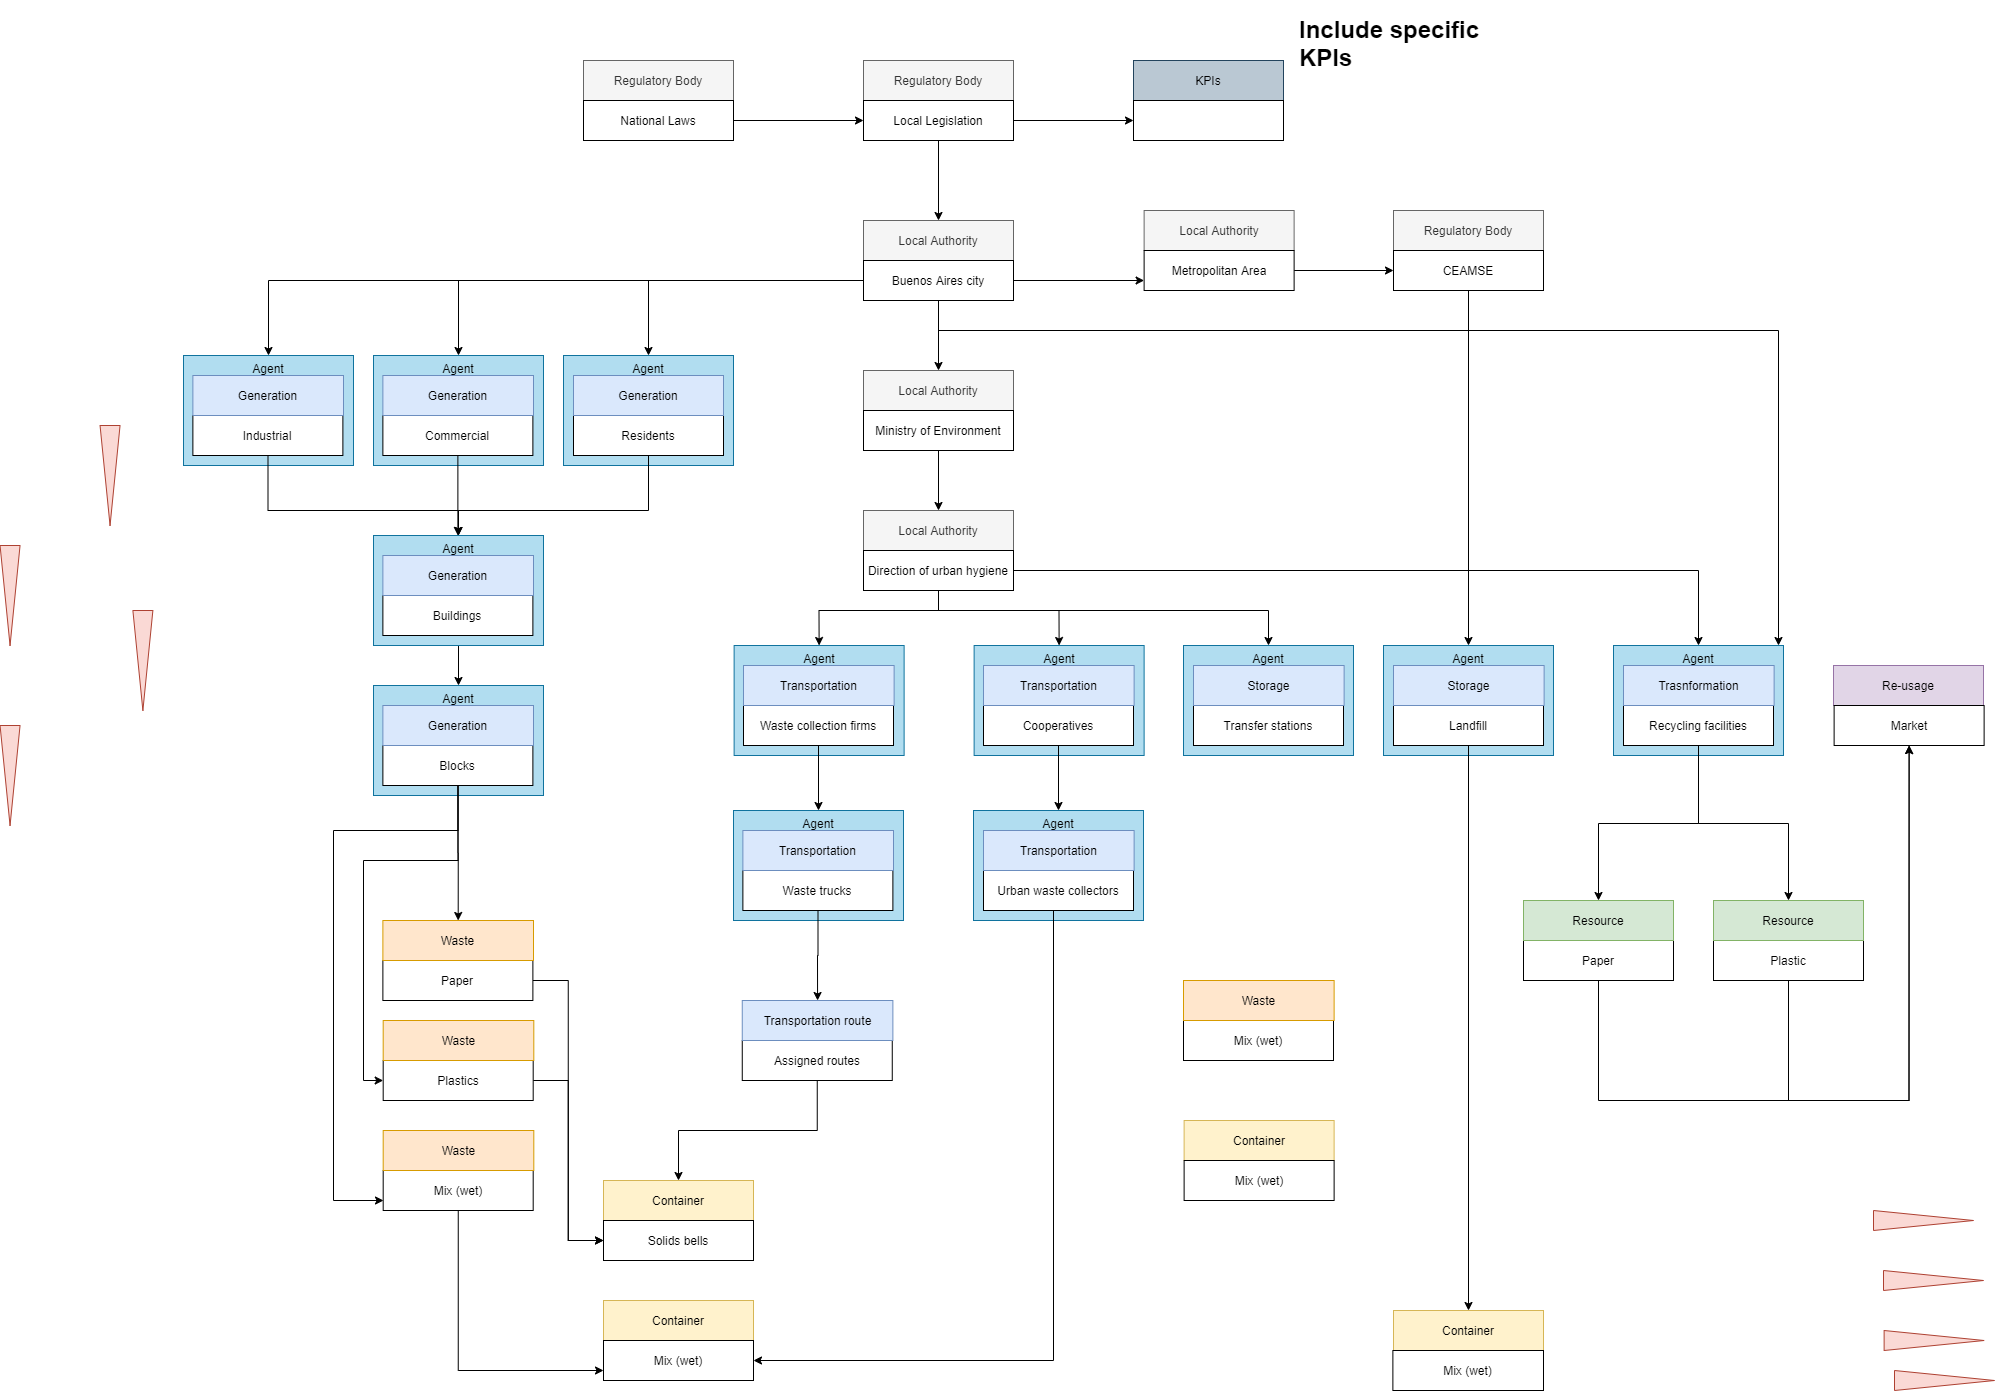 Include specific
KPIs
Regulatory Body
National Laws
Regulatory Body
Local Legislation
KPIs
Local Authority
Buenos Aires city
Local Authority
Metropolitan Area
Regulatory Body
CEAMSE
Agent
Generation
Industrial
Agent
Generation
Commercial
Agent
Generation
Residents
Local Authority
Ministry of Environment
Local Authority
Direction of urban hygiene
Agent
Generation
Buildings
Agent
Generation
Blocks
Agent
Transportation
Waste collection firms
Agent
Transportation
Cooperatives
Agent
Storage
Transfer stations
Agent
Storage
Landfill
Agent
Trasnformation
Recycling facilities
Re-usage
Market
Agent
Transportation
Waste trucks
Agent
Transportation
Urban waste collectors
Waste
Paper
Resource
Paper
Resource
Plastic
Waste
Plastics
Transportation route
Assigned routes
Waste
Mix (wet)
Waste
Mix (wet)
Container
Mix (wet)
Container
Solids bells
Container
Mix (wet)
Container
Mix (wet)